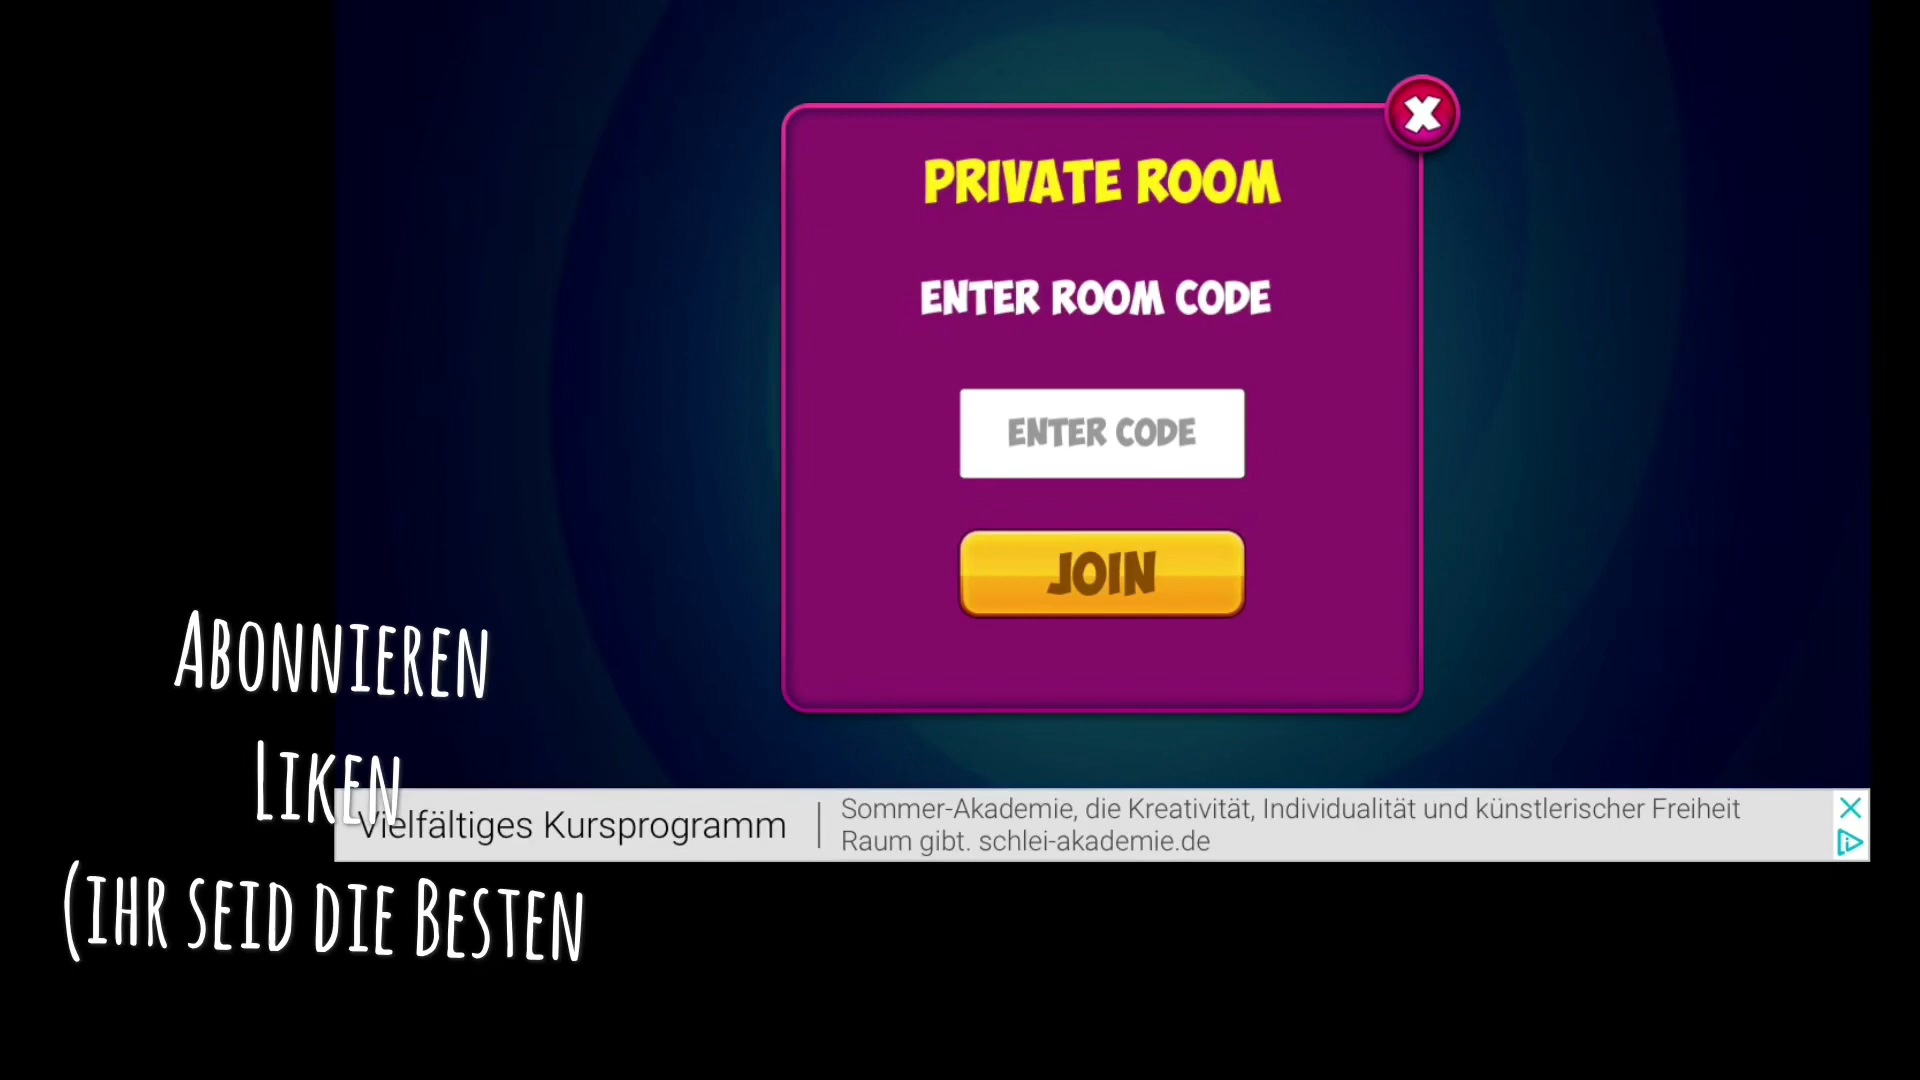 PRIVATE ROOM
ENTER ROOM CODE
ENTER CODE
JOIN
Abonnieren
Liken
(ihr seid die Besten
Vielfältiges Kursprogramm
Sommer-Akademie, die Kreativität, Individualität und künstlerischer Freiheit
Raum gibt. schlei-akademie.de